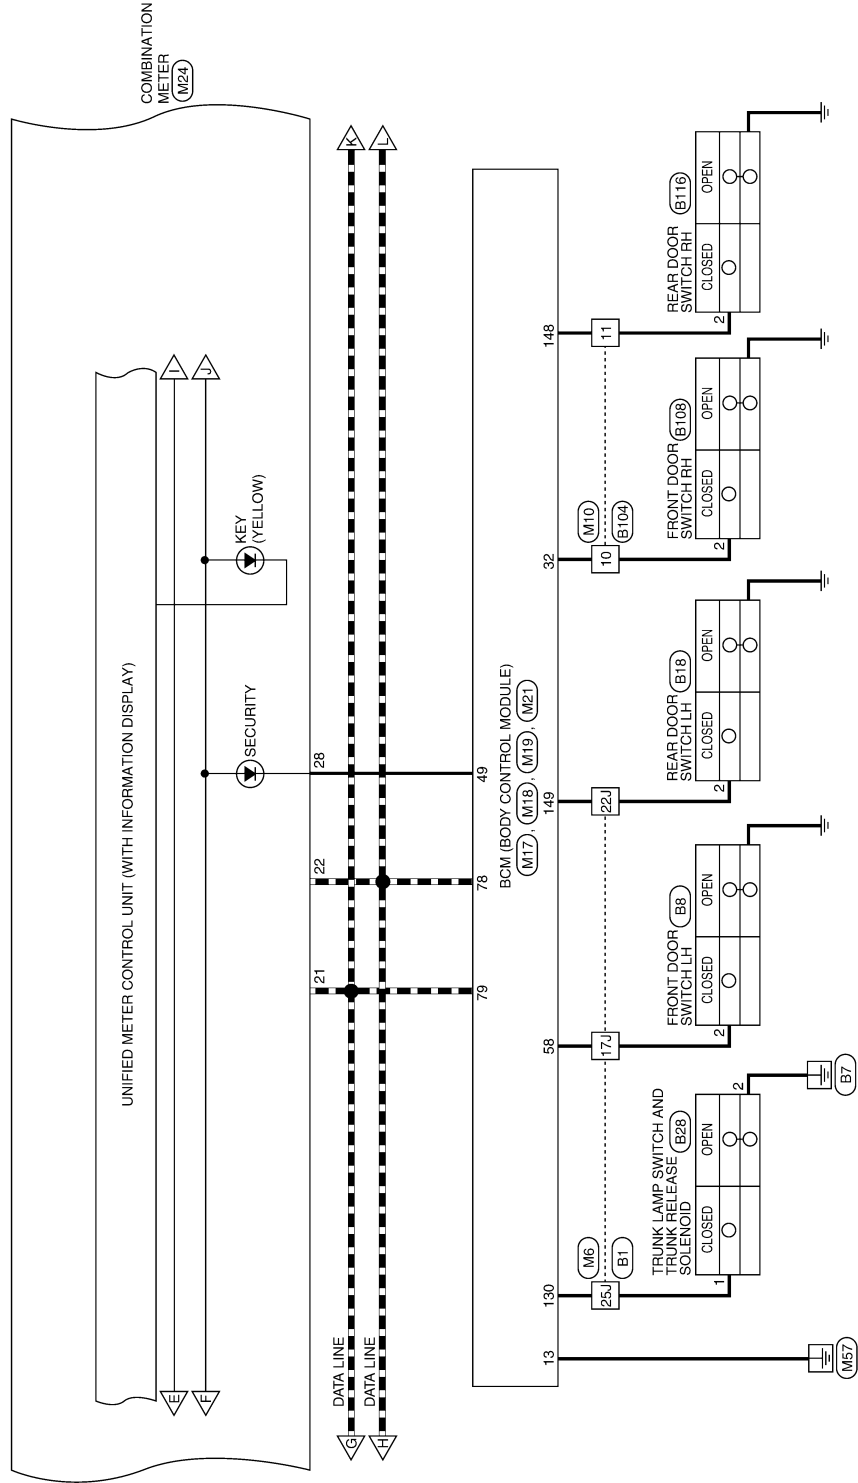 COMBINATION
METER
M24
UNIFIED METER CONTROL UNIT (WITH INFORMATION DISPLAY)
E
I
F
J
SECURITY
KEY
(YELLOW)
21
22
28
DATA LINE
G
K
DATA LINE
H
L
79
78
49
BCM (BODY CONTROL MODULE)
M17 , M18 , M19 , M21
13
130
58
149
32
148
M6
25J
B1
17J
22J
M10
10
B104
11
TRUNK LAMP SWITCH AND
TRUNK RELEASE
SOLENOID
B28
CLOSED
OPEN
1
2
FRONT DOOR
SWITCH LH
B8
CLOSED
OPEN
2
REAR DOOR
SWITCH LH
B18
CLOSED
OPEN
2
FRONT DOOR
SWITCH RH
B108
CLOSED
OPEN
2
REAR DOOR
SWITCH RH
B116
CLOSED
OPEN
2
M57
B7